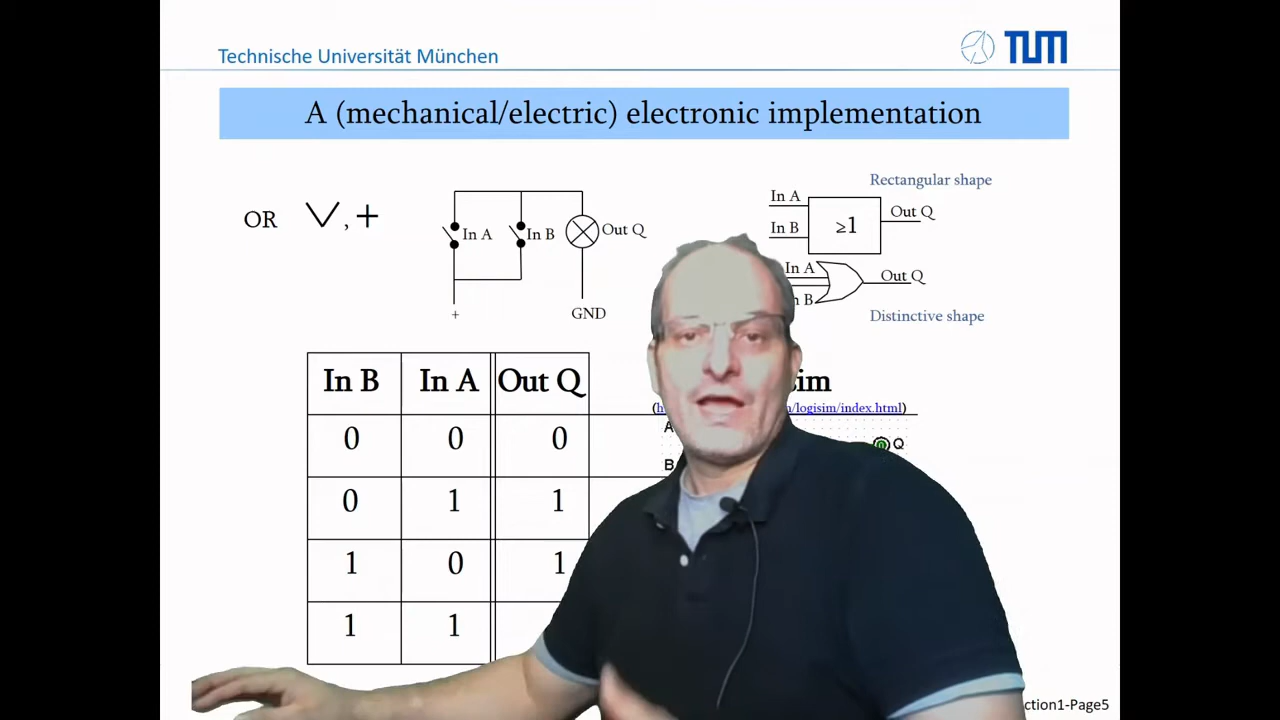 Technische Universität München
TUM
A (mechanical/electric) electronic implementation
OR ∨, +
In A
In B
Out Q
+
GND
Rectangular shape
In A
In B
≥1
Out Q
In A
B
Out Q
Distinctive shape
In B In A Out Q
0 0 0
0 1 1
1 0 1
1 1
sim
(h m/logisim/index.html)
A
B
Q
ction1-Page5